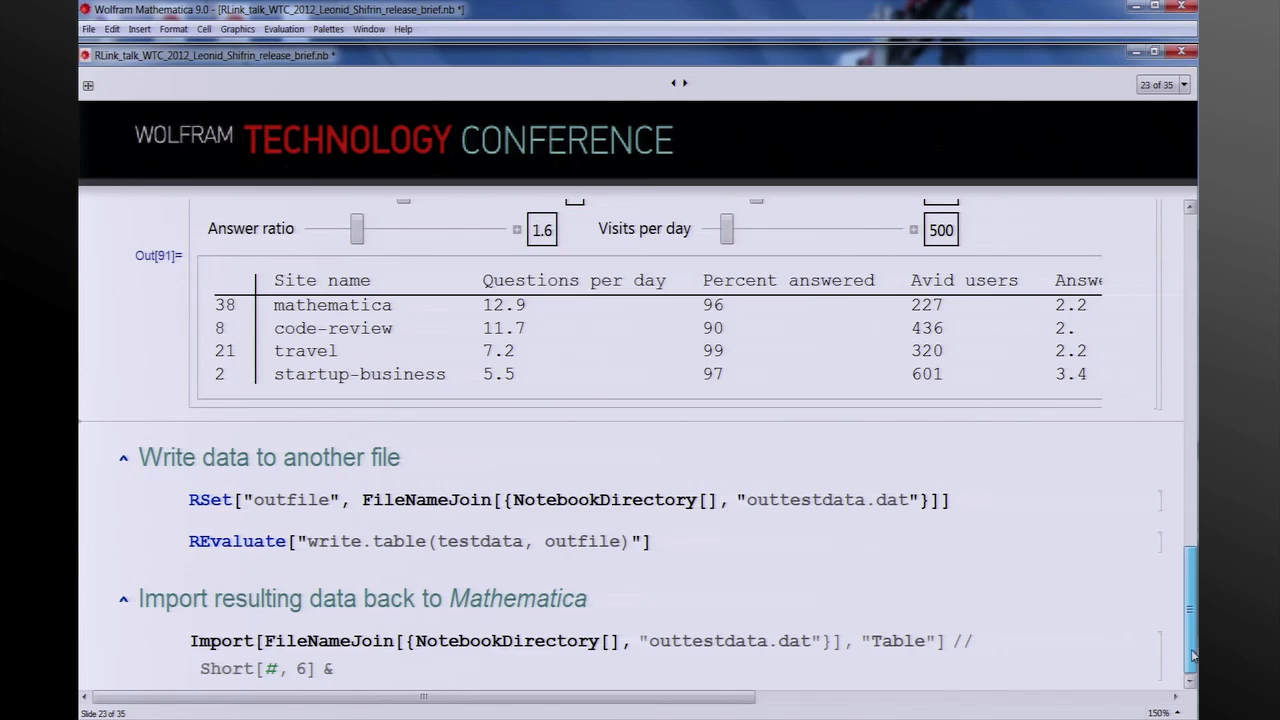 Wolfram Mathematica 9.0 - [RLink_talk_WTC_2012_Leonid_Shifrin_release_brief.nb *]
File Edit Insert Format Cell Graphics Evaluation Palettes Window Help
RLink_talk_WTC_2012_Leonid_Shifrin_release_brief.nb *
23 of 35
WOLFRAM TECHNOLOGY CONFERENCE
Answer ratio 1.6 Visits per day 500
Out[91]=
Site name Questions per day Percent answered Avid users Answe
38 mathematica 12.9 96 227 2.2
8 code-review 11.7 90 436 2.
21 travel 7.2 99 320 2.2
2 startup-business 5.5 97 601 3.4
Write data to another file
RSet["outfile", FileNameJoin[{NotebookDirectory[], "outtestdata.dat"}]]
REvaluate["write.table(testdata, outfile)"]
Import resulting data back to Mathematica
Import[FileNameJoin[{NotebookDirectory[], "outtestdata.dat"}], "Table"] //
Short[#, 6] &
Slide 23 of 35
150%